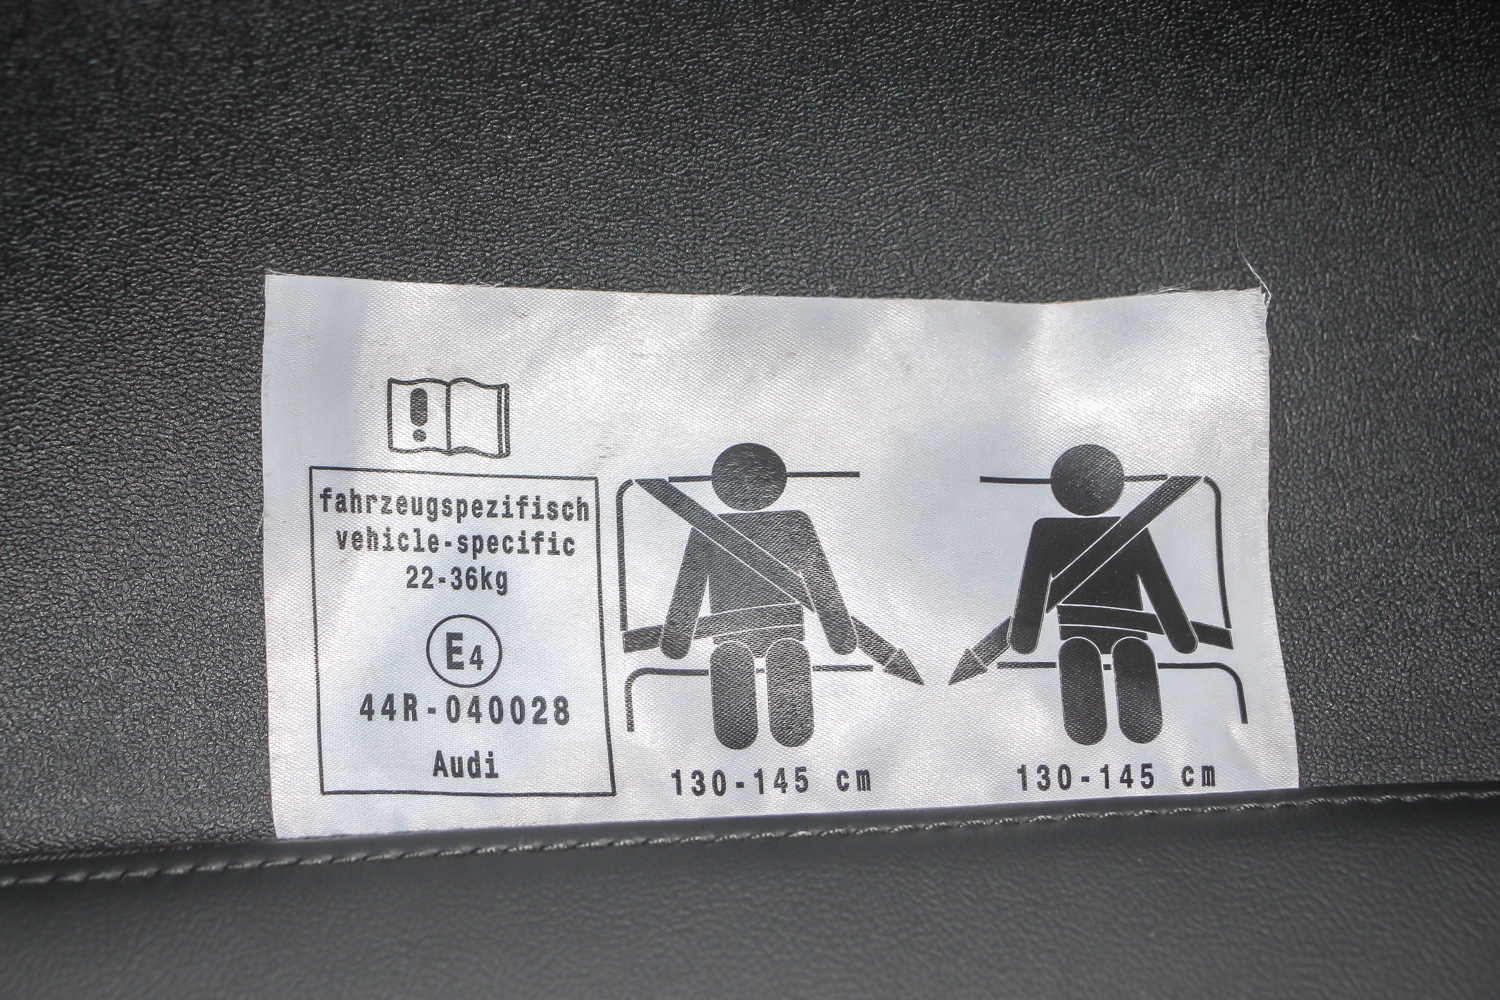 fahrzeugspezifisch
vehicle-specific
22-36kg
E4
44R-040028
Audi
130-145 cm
130-145 cm